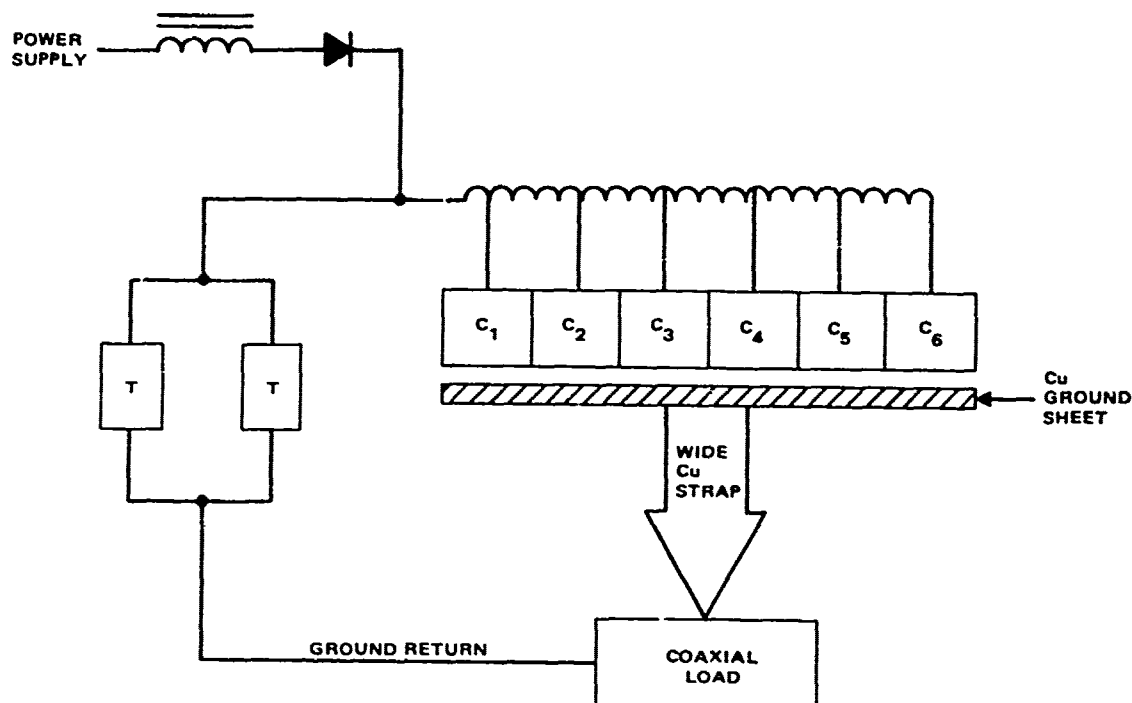 POWER
SUPPLY
C1 C2 C3 C4 C5 C6
T T
Cu
GROUND
SHEET
WIDE
Cu
STRAP
GROUND RETURN
COAXIAL
LOAD